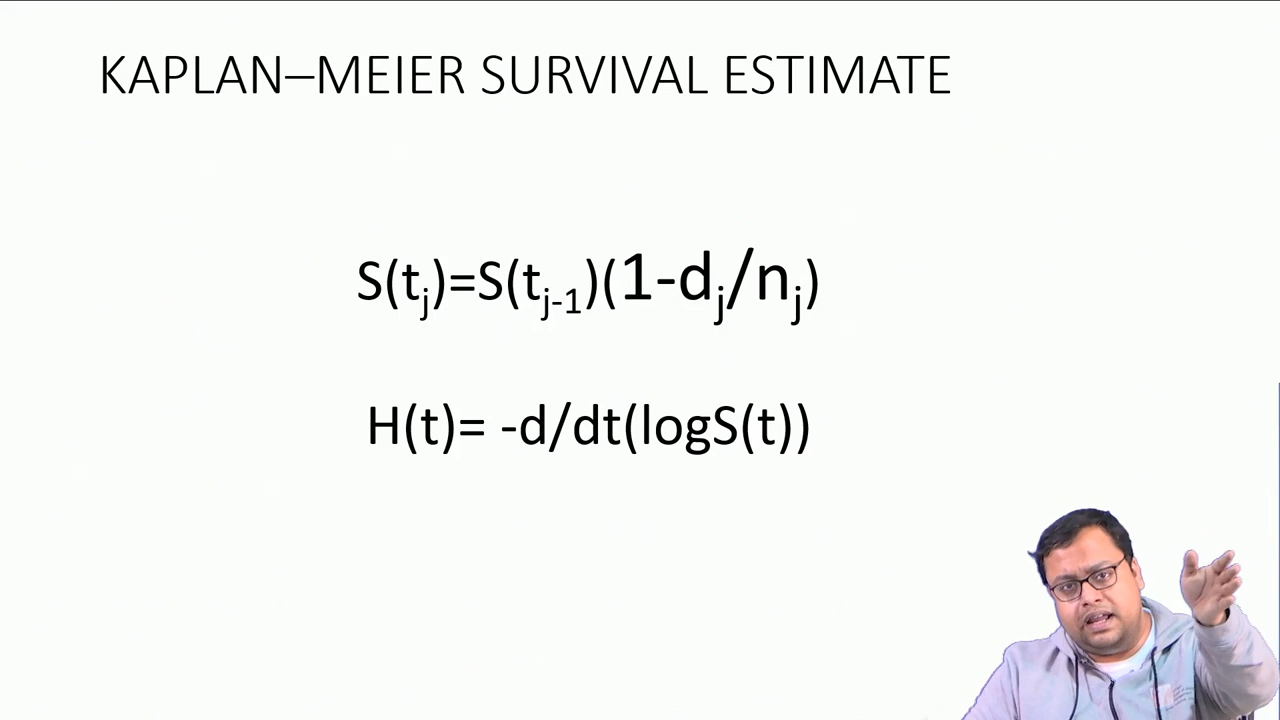 KAPLAN–MEIER SURVIVAL ESTIMATE
S(tj)=S(tj-1)(1-dj/nj)
H(t)= -d/dt(logS(t))